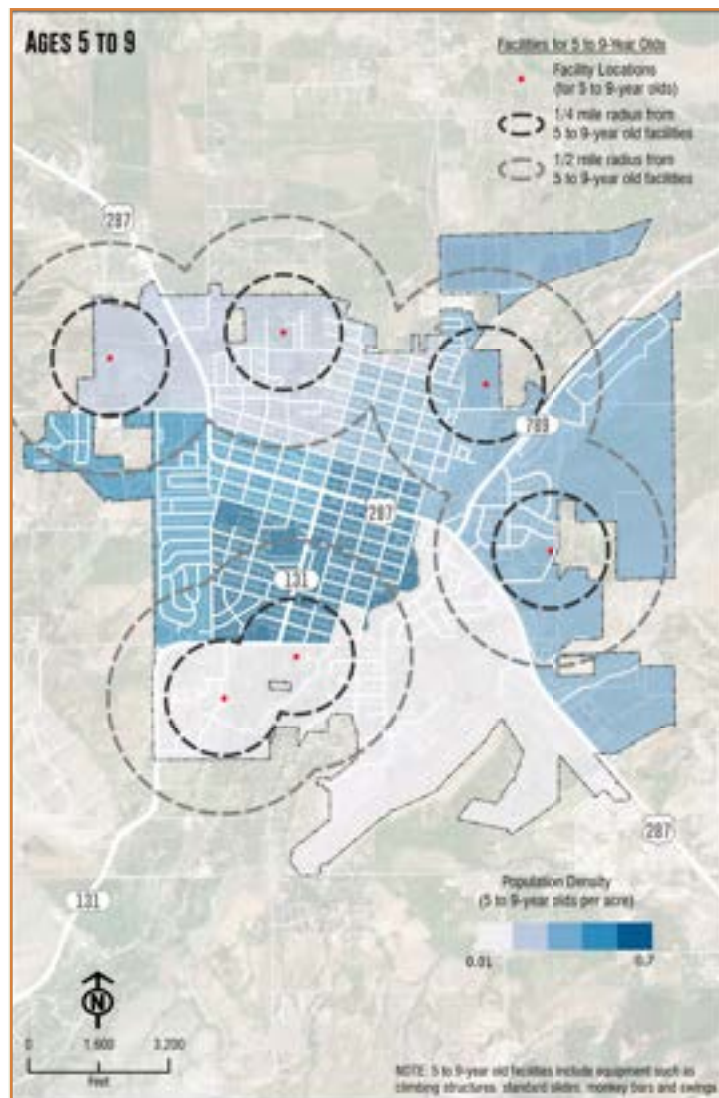 AGES 5 TO 9
Facilities for 5 to 9-Year Olds
Facility Locations
(for 5 to 9-year olds)
1/4 mile radius from
5 to 9-year old facilities
1/2 mile radius from
5 to 9-year old facilities
287
789
287
131
287
131
Population Density
(5 to 9-year olds per acre)
0.01
0.7
N
0
1,600
3,200
Feet
NOTE: 5 to 9-year old facilities include equipment such as
climbing structures, standard slides, monkey bars and swings